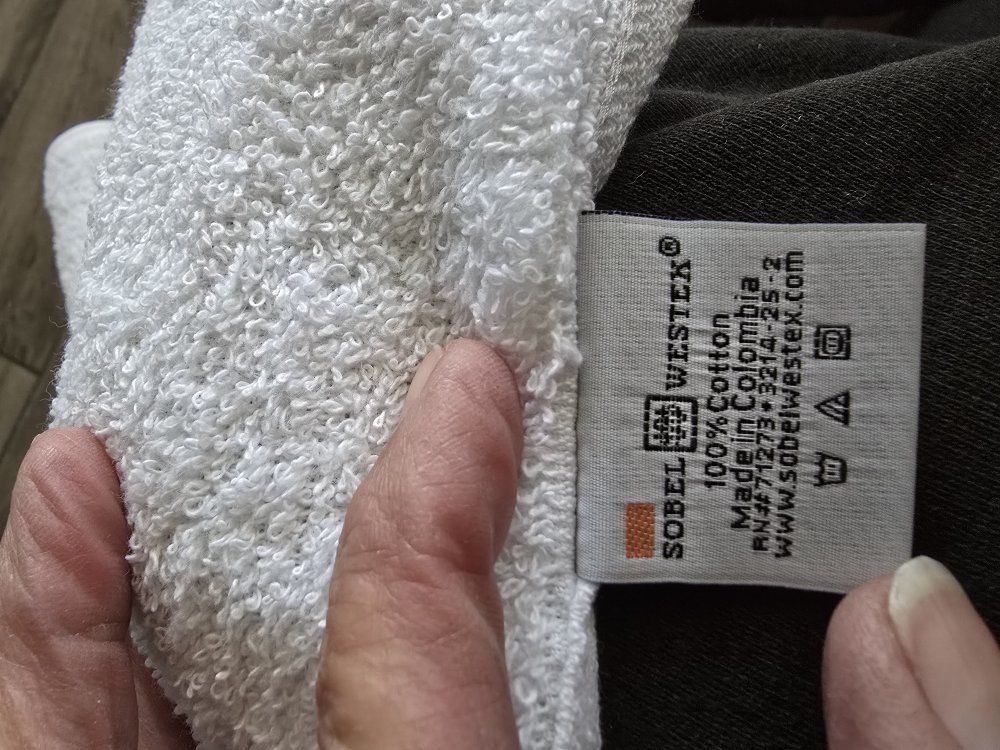 SOBEL WESTEX®
100% Cotton
Made in Colombia
RN#71273*3214-25-2
www.sobelwestex.com